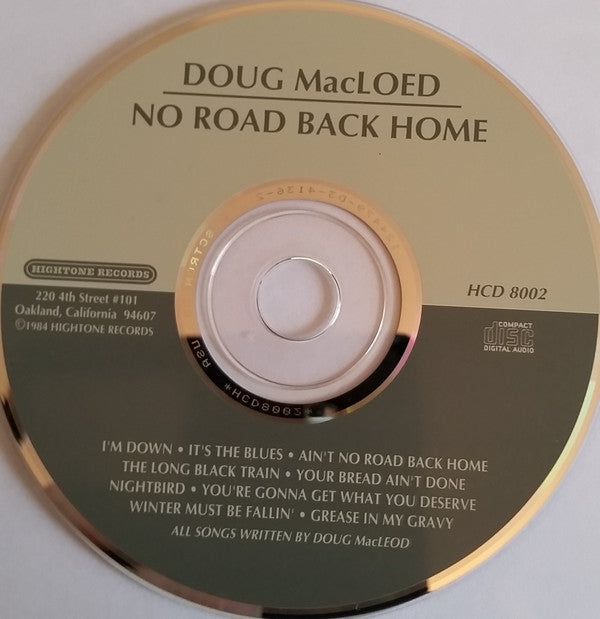 DOUG MacLOED
NO ROAD BACK HOME
HIGHTONE RECORDS
220 4th Street #101
Oakland, California 94607
©1984 HIGHTONE RECORDS
HCD 8002
COMPACT
disc
DIGITAL AUDIO
*HCD8002*
USA
I'M DOWN • IT'S THE BLUES • AIN'T NO ROAD BACK HOME
THE LONG BLACK TRAIN • YOUR BREAD AIN'T DONE
NIGHTBIRD • YOU'RE GONNA GET WHAT YOU DESERVE
WINTER MUST BE FALLIN' • GREASE IN MY GRAVY
ALL SONGS WRITTEN BY DOUG MacLEOD